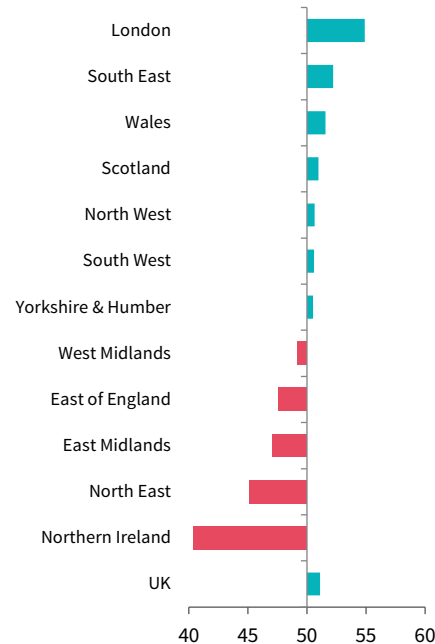 London
South East
Wales
Scotland
North West
South West
Yorkshire & Humber
West Midlands
East of England
East Midlands
North East
Northern Ireland
UK
40 45 50 55 60